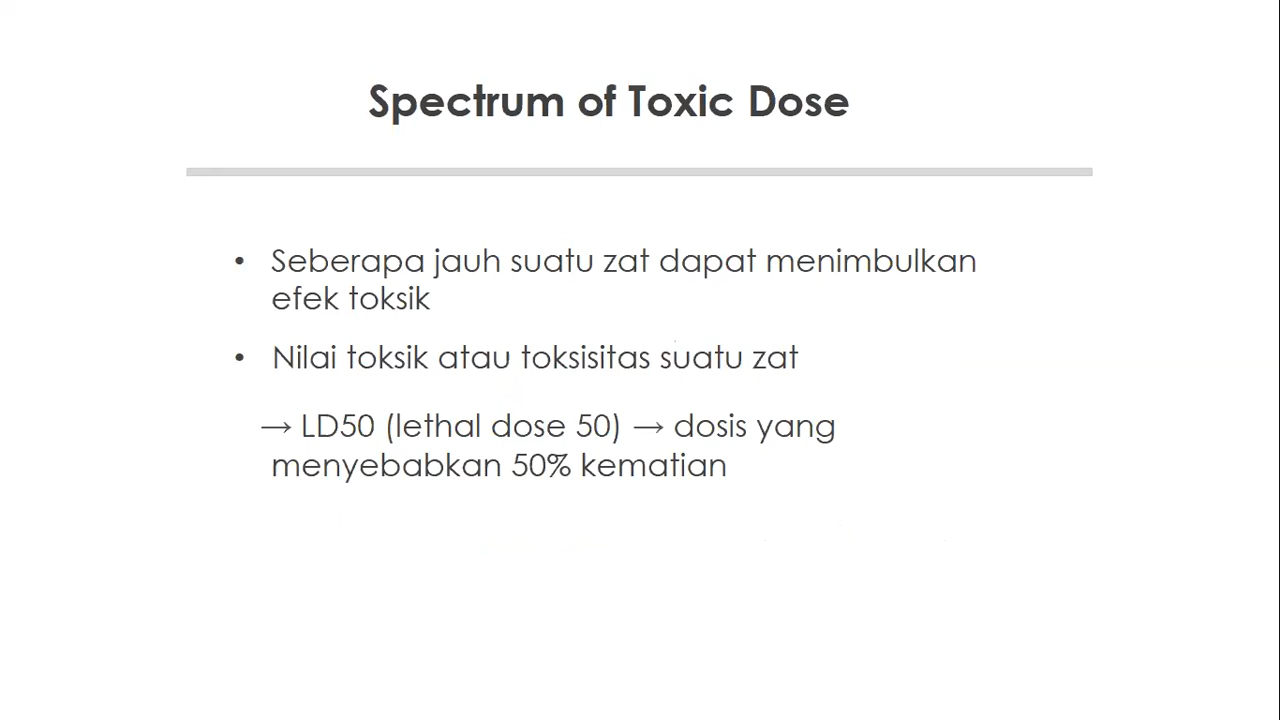 Spectrum of Toxic Dose
• Seberapa jauh suatu zat dapat menimbulkan
efek toksik
• Nilai toksik atau toksisitas suatu zat
→ LD50 (lethal dose 50) → dosis yang
menyebabkan 50% kematian